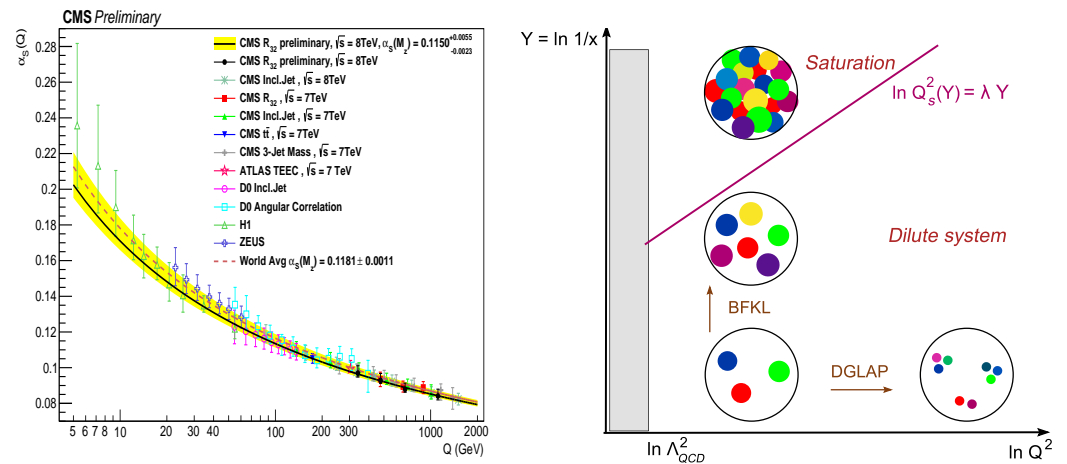 CMS Preliminary
α_S(Q)
0.28
0.26
0.24
0.22
0.2
0.18
0.16
0.14
0.12
0.1
0.08
CMS R_32 preliminary, √s = 8TeV, α_S(M_z) = 0.1150 +0.0055 -0.0023
CMS R_32 preliminary, √s = 8TeV
CMS Incl.Jet, √s = 8TeV
CMS R_32 , √s = 7TeV
CMS Incl.Jet , √s = 7TeV
CMS tt̄ , √s = 7TeV
CMS 3-Jet Mass , √s = 7TeV
ATLAS TEEC , √s = 7 TeV
D0 Incl.Jet
D0 Angular Correlation
H1
ZEUS
World Avg α_S(M_z) = 0.1181 ± 0.0011
5 6 7 8 10 20 30 40 100 200 300 1000 2000
Q (GeV)
Y = ln 1/x
Saturation
ln Q_s^2(Y) = λ Y
Dilute system
BFKL
DGLAP
ln Λ_QCD^2
ln Q^2